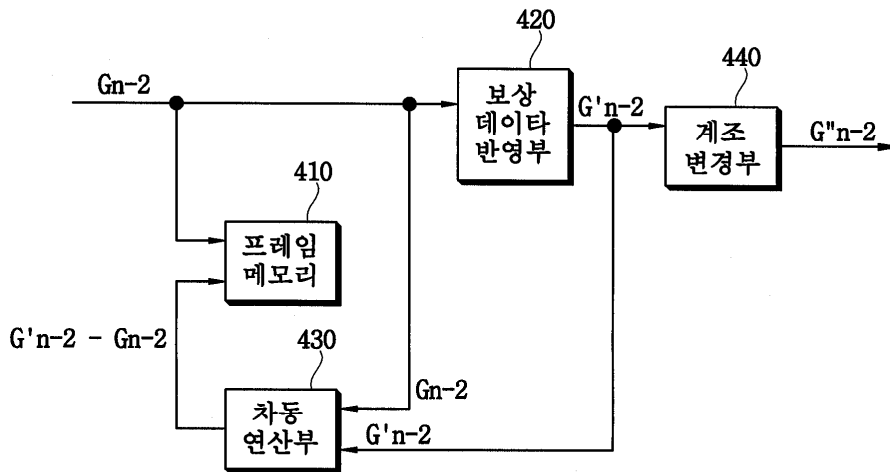 420
440
Gn-2
보상
데이타
반영부
G'n-2
계조
변경부
G"n-2
410
프레임
메모리
G'n-2 - Gn-2
430
차동
연산부
Gn-2
G'n-2